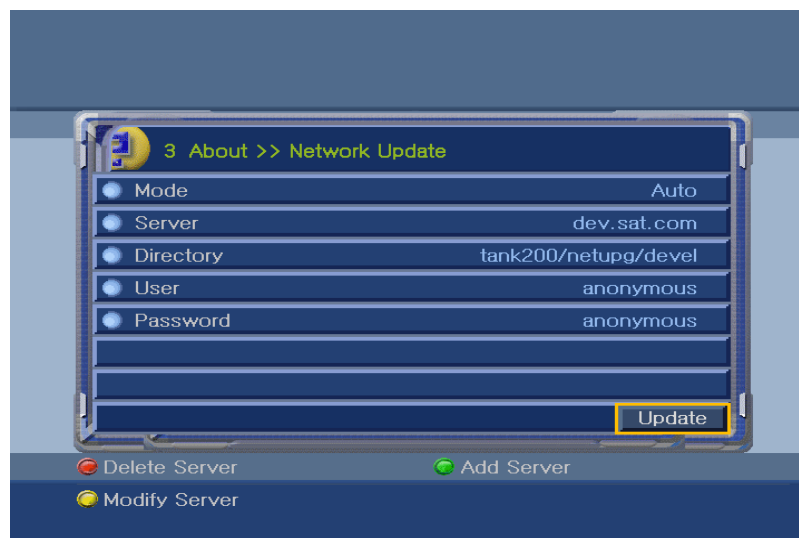 3 About >> Network Update
Mode Auto
Server dev.sat.com
Directory tank200/netupg/devel
User anonymous
Password anonymous
Update
Delete Server Add Server
Modify Server